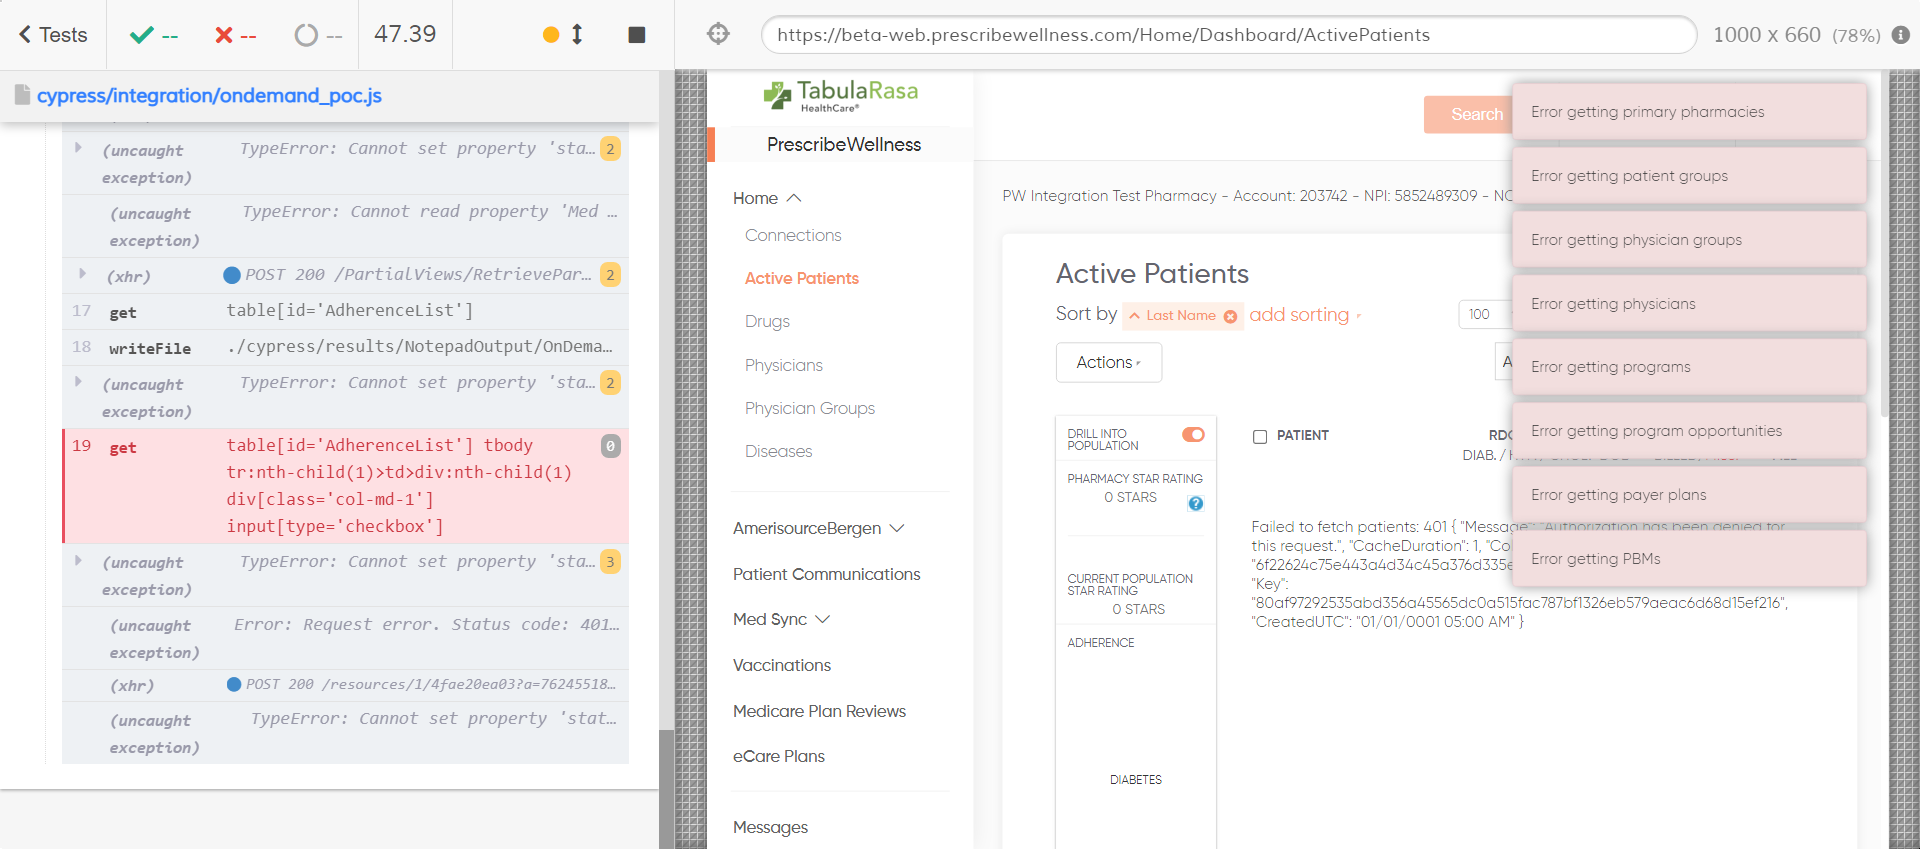 Tests
--
--
--
47.39
https://beta-web.prescribewellness.com/Home/Dashboard/ActivePatients
1000 x 660 (78%)
cypress/integration/ondemand_poc.js
(uncaught exception) TypeError: Cannot set property 'sta... 2
(uncaught exception) TypeError: Cannot read property 'Med ...
(xhr) POST 200 /PartialViews/RetrievePar... 2
17 get table[id='AdherenceList']
18 writeFile ./cypress/results/NotepadOutput/OnDema...
(uncaught exception) TypeError: Cannot set property 'sta... 2
19 get table[id='AdherenceList'] tbody 0
tr:nth-child(1)>td>div:nth-child(1)
div[class='col-md-1']
input[type='checkbox']
(uncaught exception) TypeError: Cannot set property 'sta... 3
(uncaught exception) Error: Request error. Status code: 401...
(xhr) POST 200 /resources/1/4fae20ea03?a=76245518...
(uncaught exception) TypeError: Cannot set property 'stat...
TabulaRasa
HealthCare®
PrescribeWellness
Home
Connections
Active Patients
Drugs
Physicians
Physician Groups
Diseases
AmerisourceBergen
Patient Communications
Med Sync
Vaccinations
Medicare Plan Reviews
eCare Plans
Messages
Search
PW Integration Test Pharmacy - Account: 203742 - NPI: 5852489309 - NC
Active Patients
Sort by Last Name add sorting
100
Actions
A
DRILL INTO
POPULATION
PHARMACY STAR RATING
0 STARS
CURRENT POPULATION
STAR RATING
0 STARS
ADHERENCE
DIABETES
PATIENT
RDC
DIAB. /
Failed to fetch patients: 401 { "Message": "Authorization has been denied for
this request.", "CacheDuration": 1, "Co
"6f22624c75e443a4d34c45a376d335e
"Key":
"80af97292535abd356a45565dc0a515fac787bf1326eb579aeac6d68d15ef216",
"CreatedUTC": "01/01/0001 05:00 AM" }
Error getting primary pharmacies
Error getting patient groups
Error getting physician groups
Error getting physicians
Error getting programs
Error getting program opportunities
Error getting payer plans
Error getting PBMs